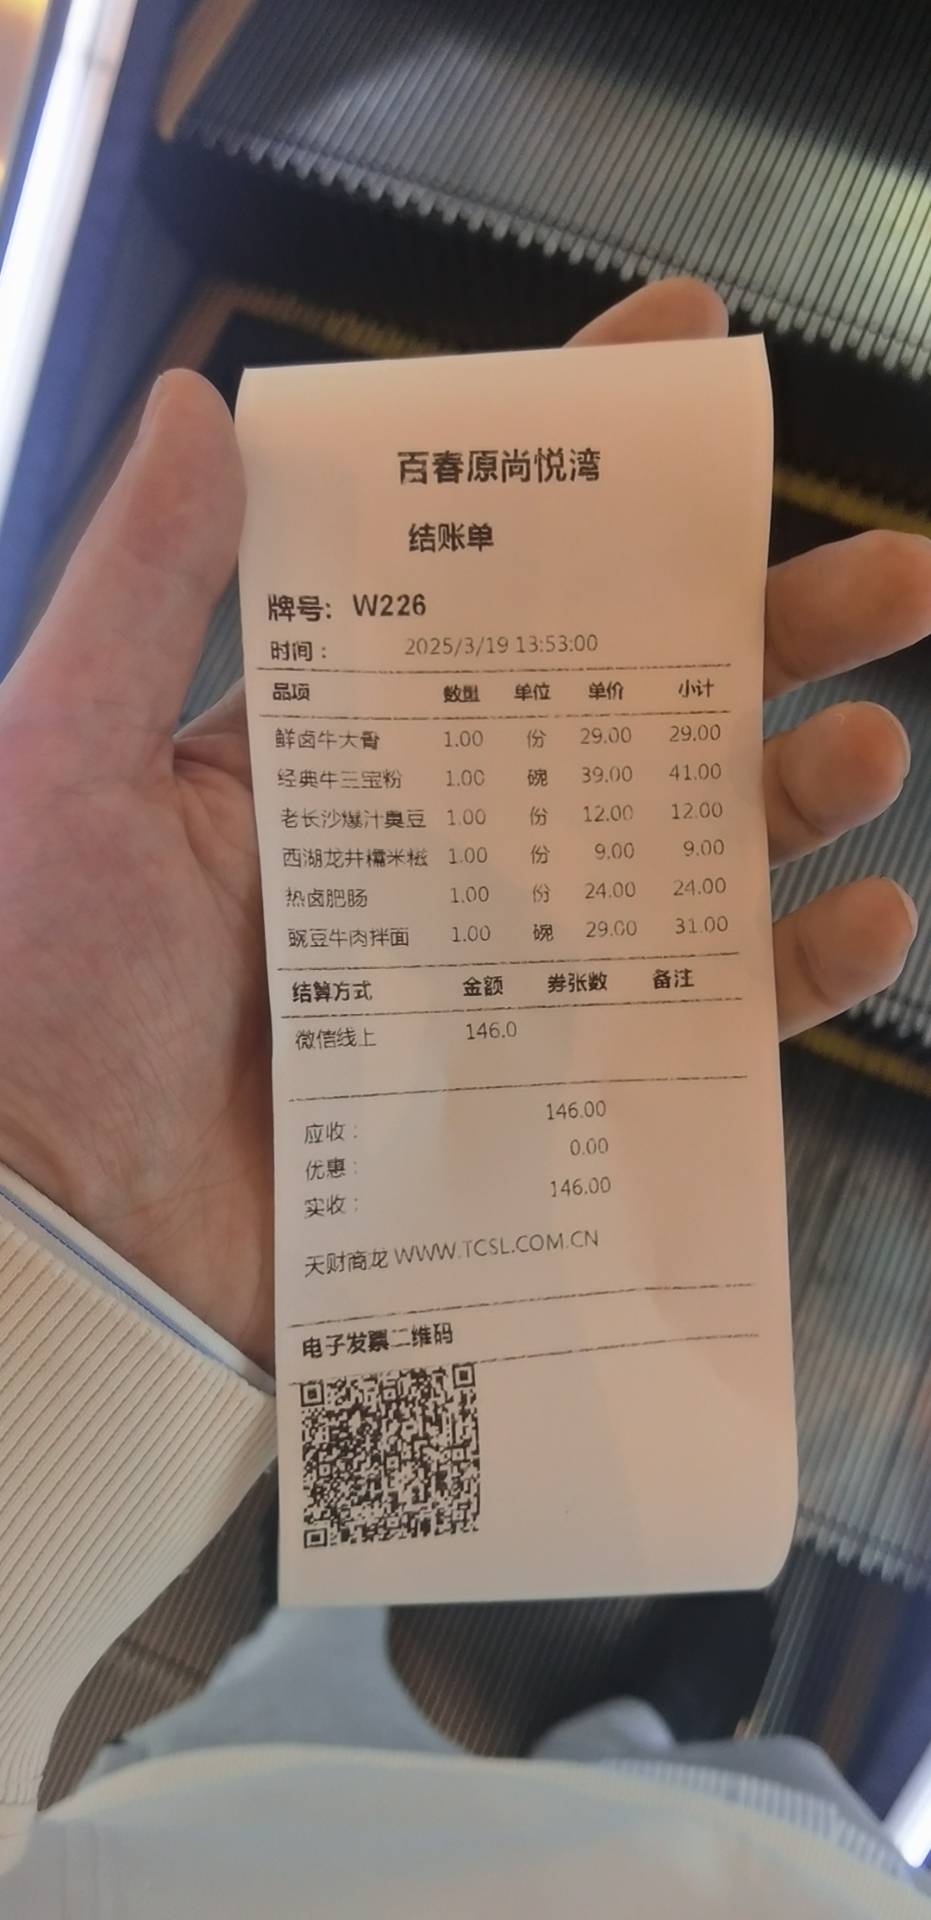 百春原尚悦湾
结账单
牌号: W226
时间: 2025/3/19 13:53:00
品项 数量 单位 单价 小计
鲜卤牛大骨 1.00 份 29.00 29.00
经典牛三宝粉 1.00 碗 39.00 41.00
老长沙爆汁臭豆 1.00 份 12.00 12.00
西湖龙井糯米糍 1.00 份 9.00 9.00
热卤肥肠 1.00 份 24.00 24.00
豌豆牛肉拌面 1.00 碗 29.00 31.00
结算方式 金额 券张数 备注
微信线上 146.0
应收: 146.00
优惠: 0.00
实收: 146.00
天财商龙 WWW.TCSL.COM.CN
电子发票二维码